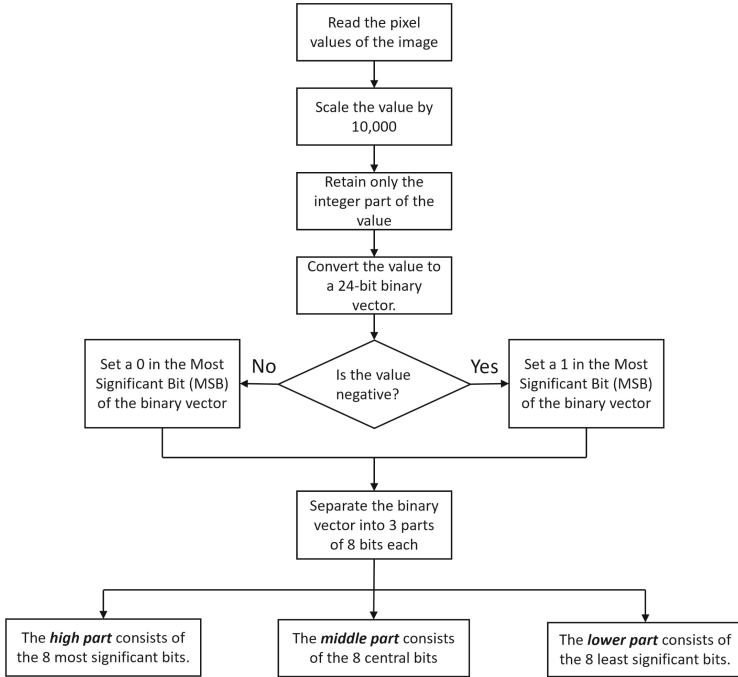 Read the pixel
values of the image
Scale the value by
10,000
Retain only the
integer part of the
value
Convert the value to
a 24-bit binary
vector.
Is the value
negative?
No
Yes
Set a 0 in the Most
Significant Bit (MSB)
of the binary vector
Set a 1 in the Most
Significant Bit (MSB)
of the binary vector
Separate the binary
vector into 3 parts
of 8 bits each
The high part consists of
the 8 most significant bits.
The middle part consists
of the 8 central bits
The lower part consists of
the 8 least significant bits.